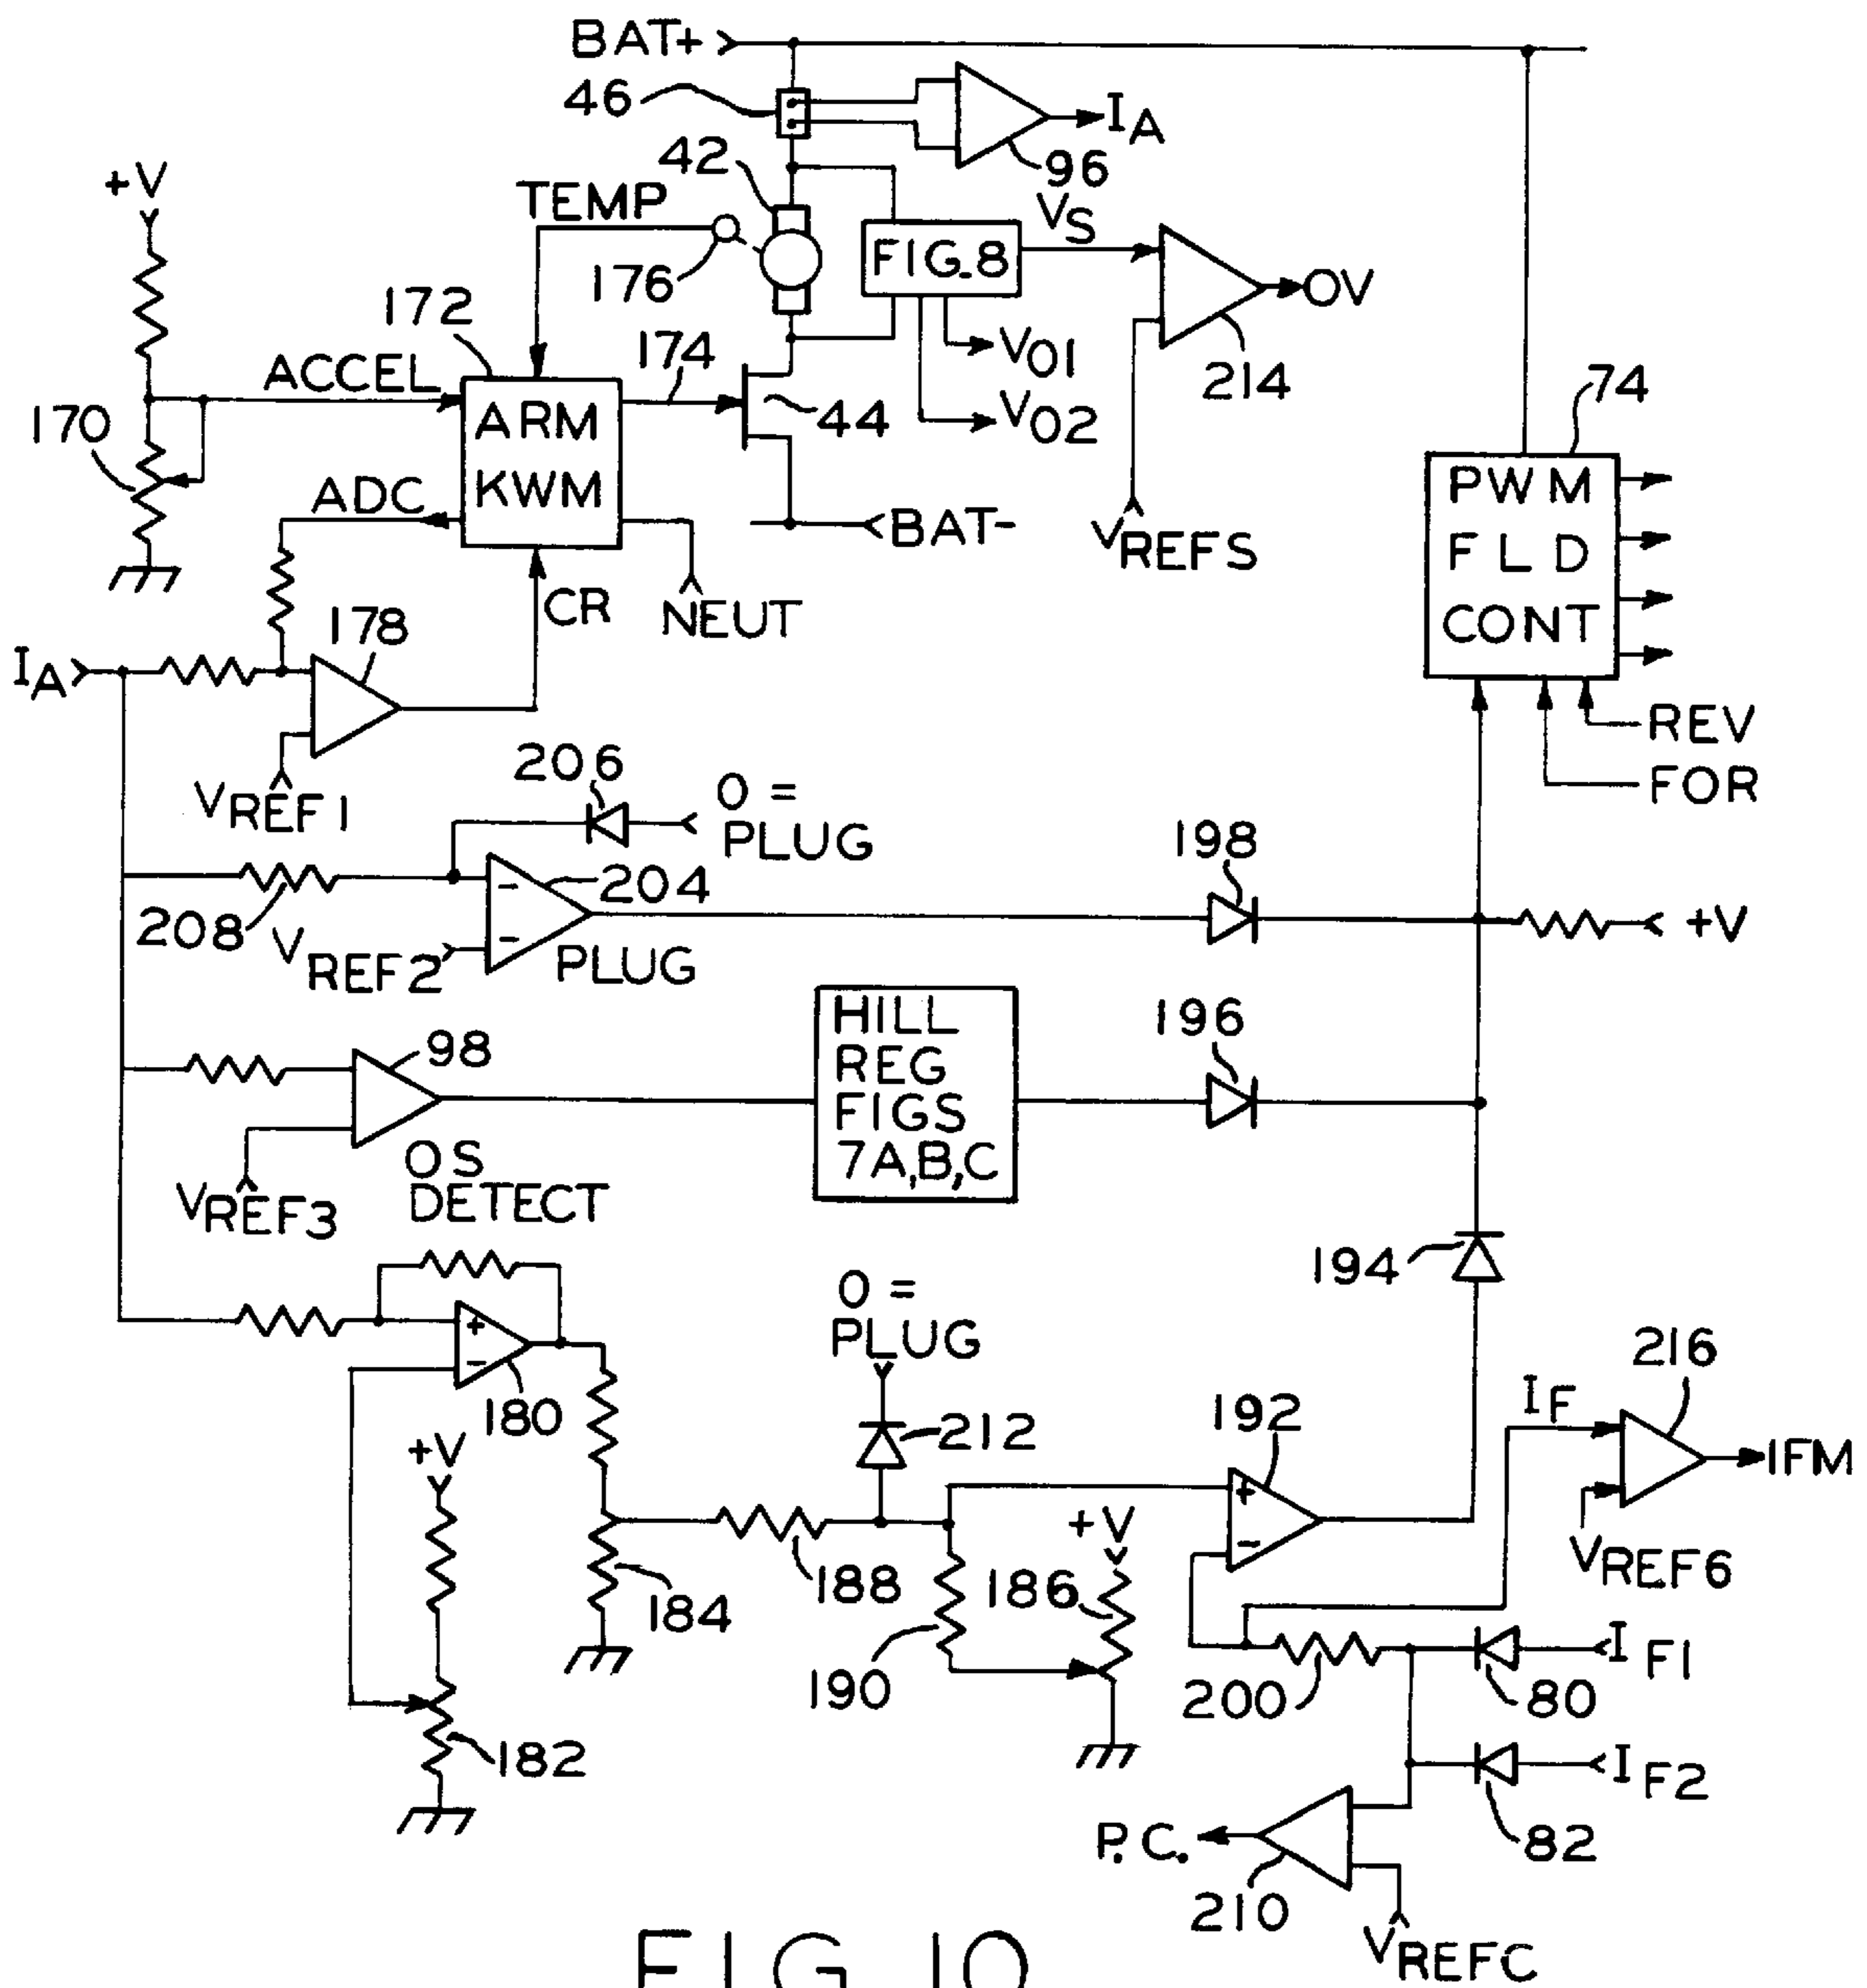 BAT+
46
I A
96
42
+V
TEMP
VS
176
FIG. 8
OV
172
174
VO1
214
ACCEL
74
170
ARM
KWM
44
VO2
PWM
FLD
CONT
ADC
BAT-
VREFS
CR
NEUT
178
IA
REV
FOR
VREF1
206
0 =
PLUG
198
204
208
VREF2
PLUG
+V
HILL
REG
FIGS
7A,B,C
196
98
OS
DETECT
VREF3
194
0 =
PLUG
216
+
-
180
192
IF
212
IFM
+V
+
-
+V
VREF6
188
186
184
190
200
IF1
80
182
IF2
82
P.C.
210
VREFC
FIG. 10
-
-